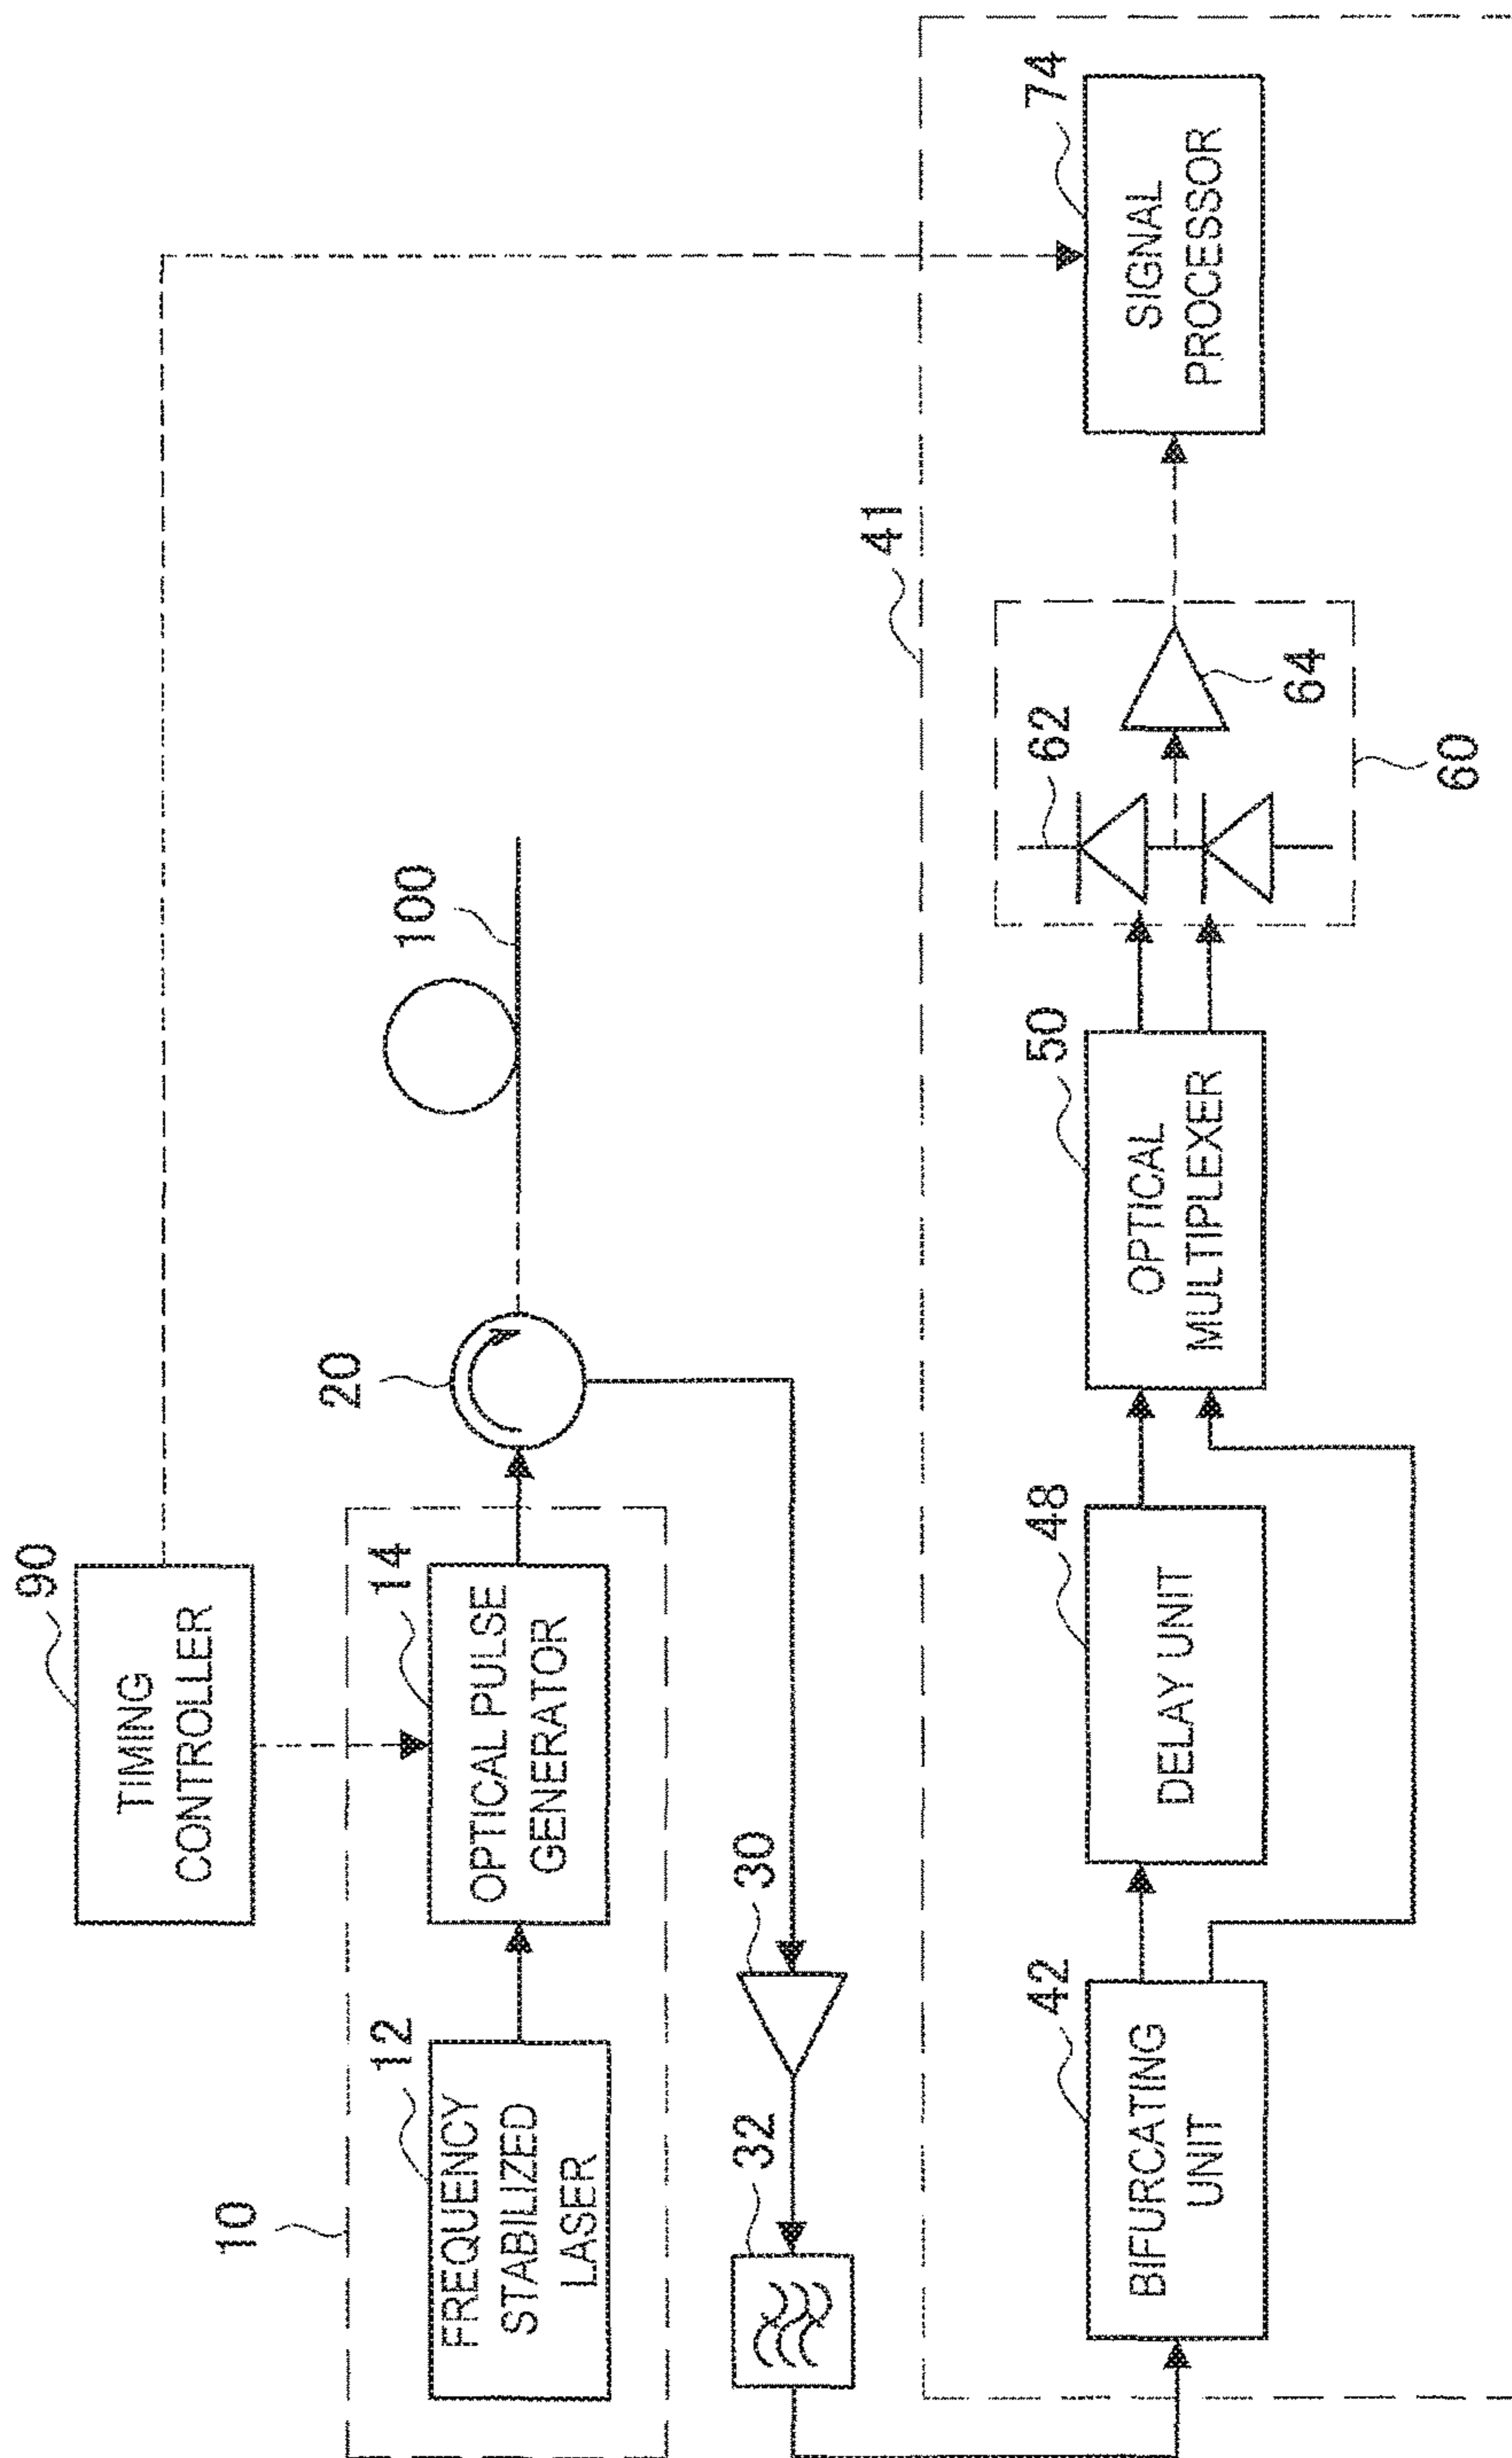 90
TIMING
CONTROLLER
10
12
FREQUENCY
STABILIZED
LASER
14
OPTICAL PULSE
GENERATOR
20
100
32
30
41
42
BIFURCATING
UNIT
48
DELAY UNIT
50
OPTICAL
MULTIPLEXER
62
64
60
74
SIGNAL
PROCESSOR